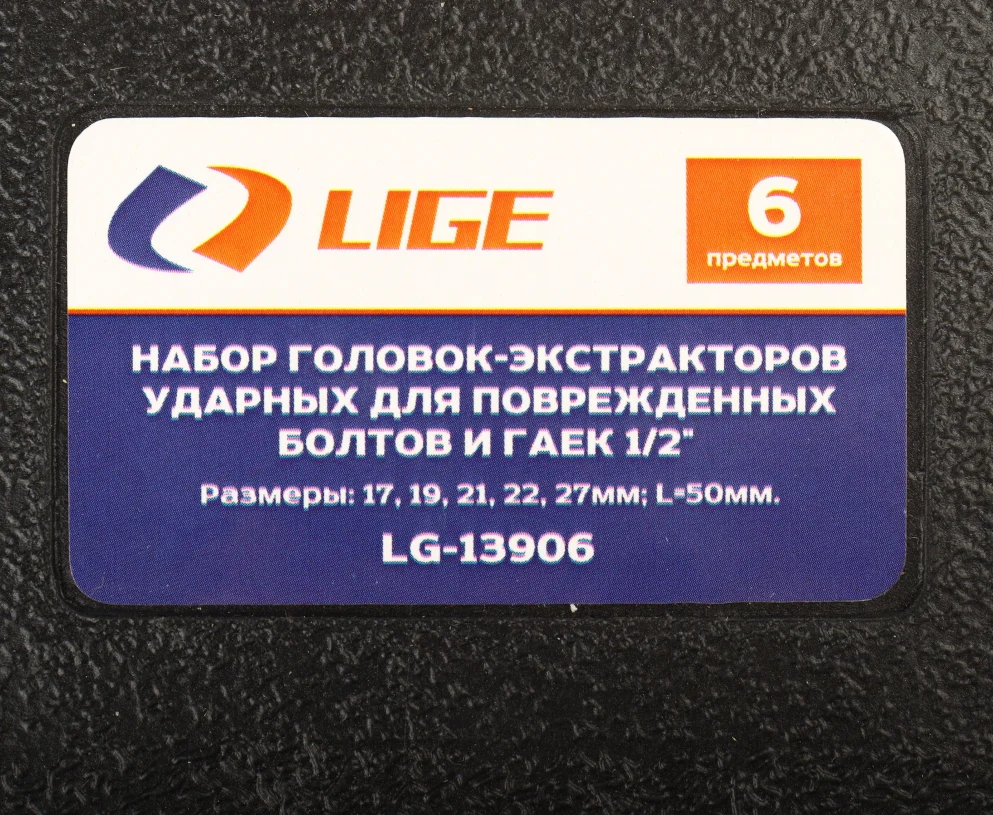 LIGE
6
предметов
НАБОР ГОЛОВОК-ЭКСТРАКТОРОВ
УДАРНЫХ ДЛЯ ПОВРЕЖДЕННЫХ
БОЛТОВ И ГАЕК 1/2"
Размеры: 17, 19, 21, 22, 27мм; L=50мм.
LG-13906